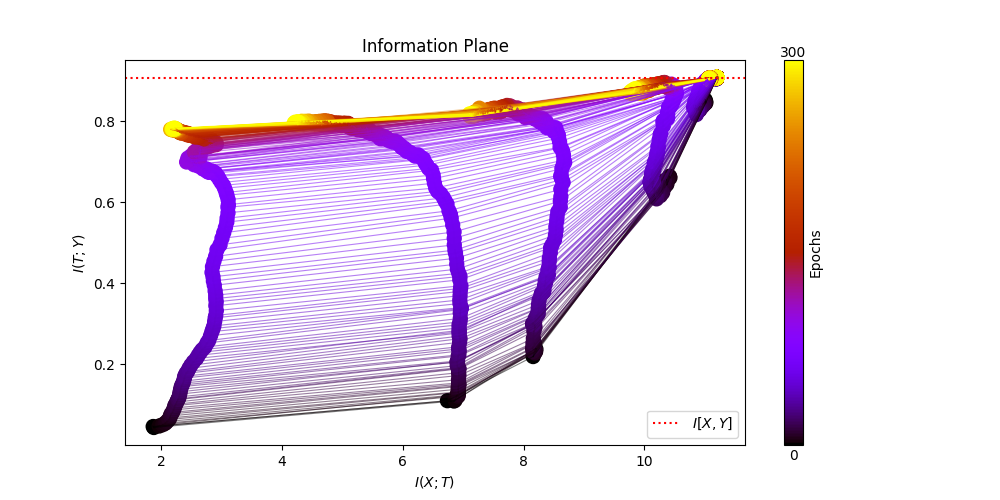 Information Plane
300
0.8
0.6
0.4
0.2
I(T; Y)
Epochs
I[X, Y]
0
2
4
6
8
10
I(X; T)